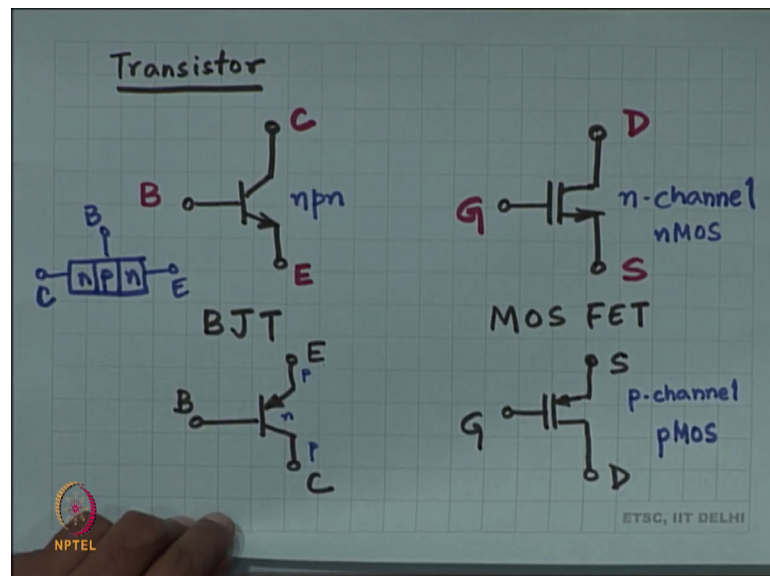 Transistor
C
B
npn
E
B
n p n
C
E
BJT
D
G
n-channel
nMOS
S
MOS FET
E
p
B
n
p
C
S
p-channel
G
pMOS
D
NPTEL
ETSC, IIT DELHI